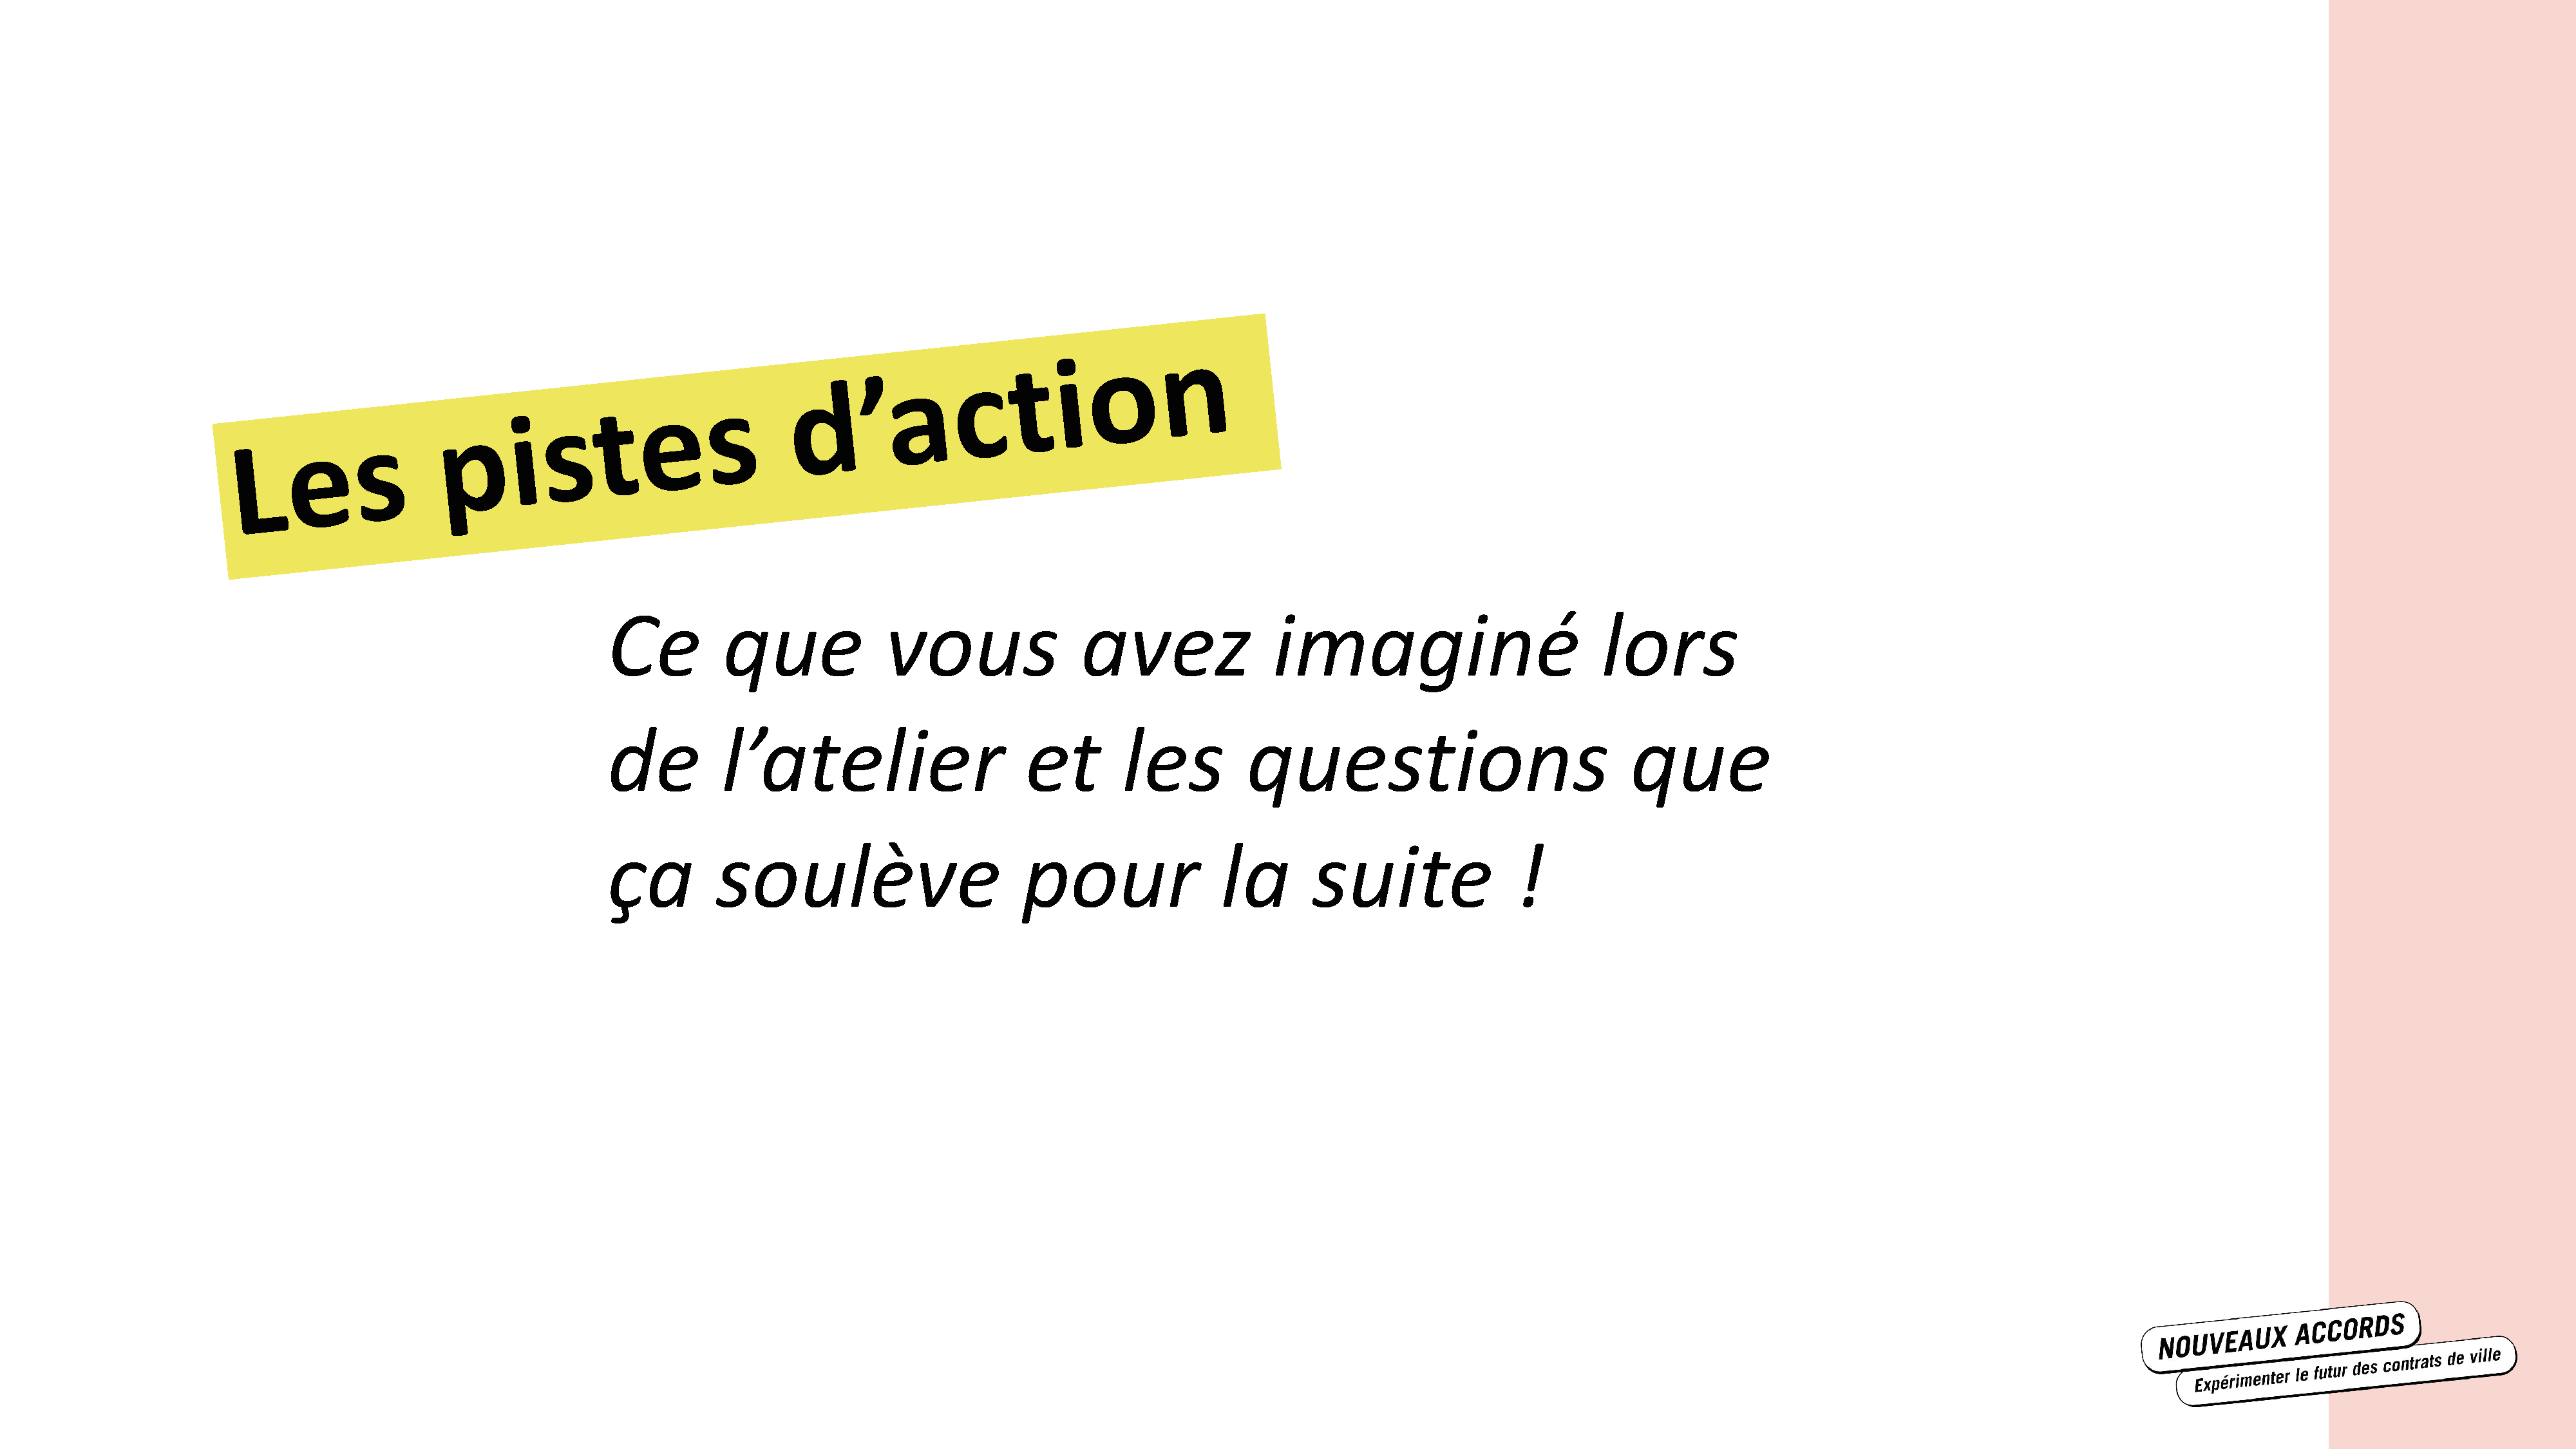 Les pistes d’action
Ce que vous avez imaginé lors
de l’atelier et les questions que
ça soulève pour la suite !
NOUVEAUX ACCORDS
Expérimenter le futur des contrats de ville